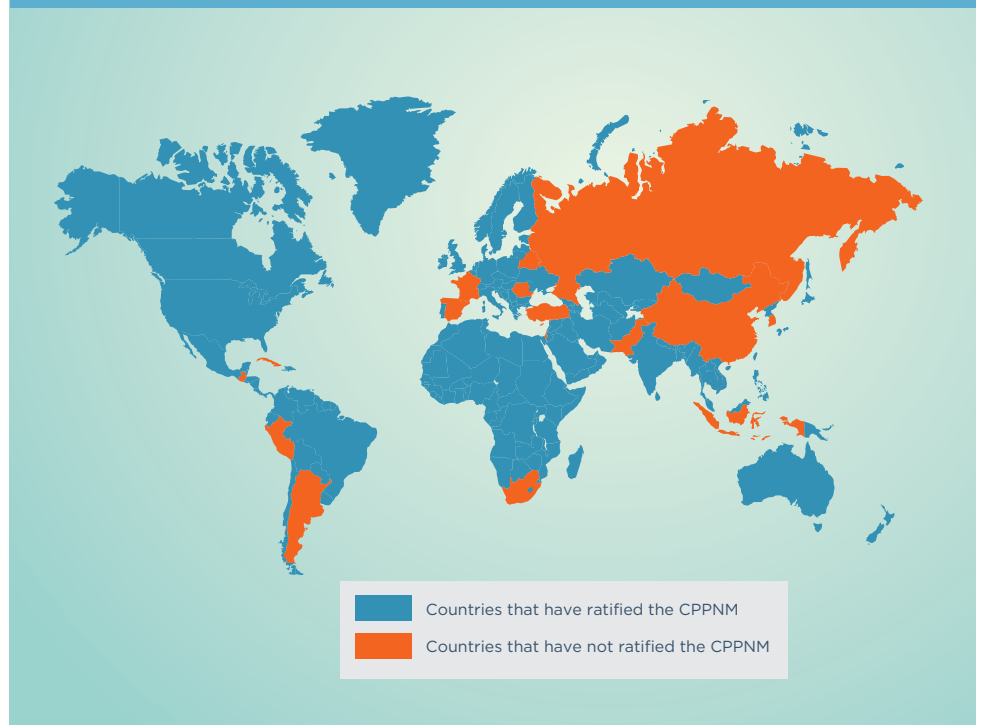 Countries that have ratified the CPPNM
Countries that have not ratified the CPPNM